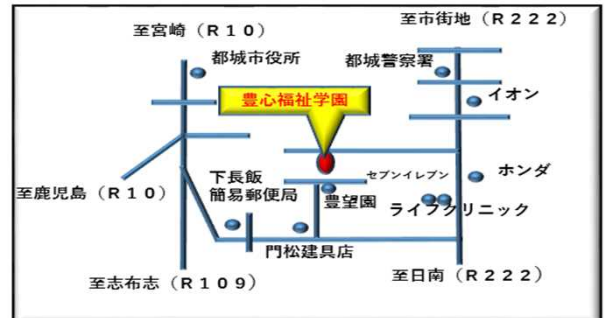 至宮崎(R10)
至市街地(R222)
都城市役所
都城警察署
イオン
豊心福祉学園
セブンイレブン
ホンダ
下長飯
簡易郵便局
至鹿児島(R10)
豊望園
ライフクリニック
門松建具店
至志布志(R109)
至日南(R222)